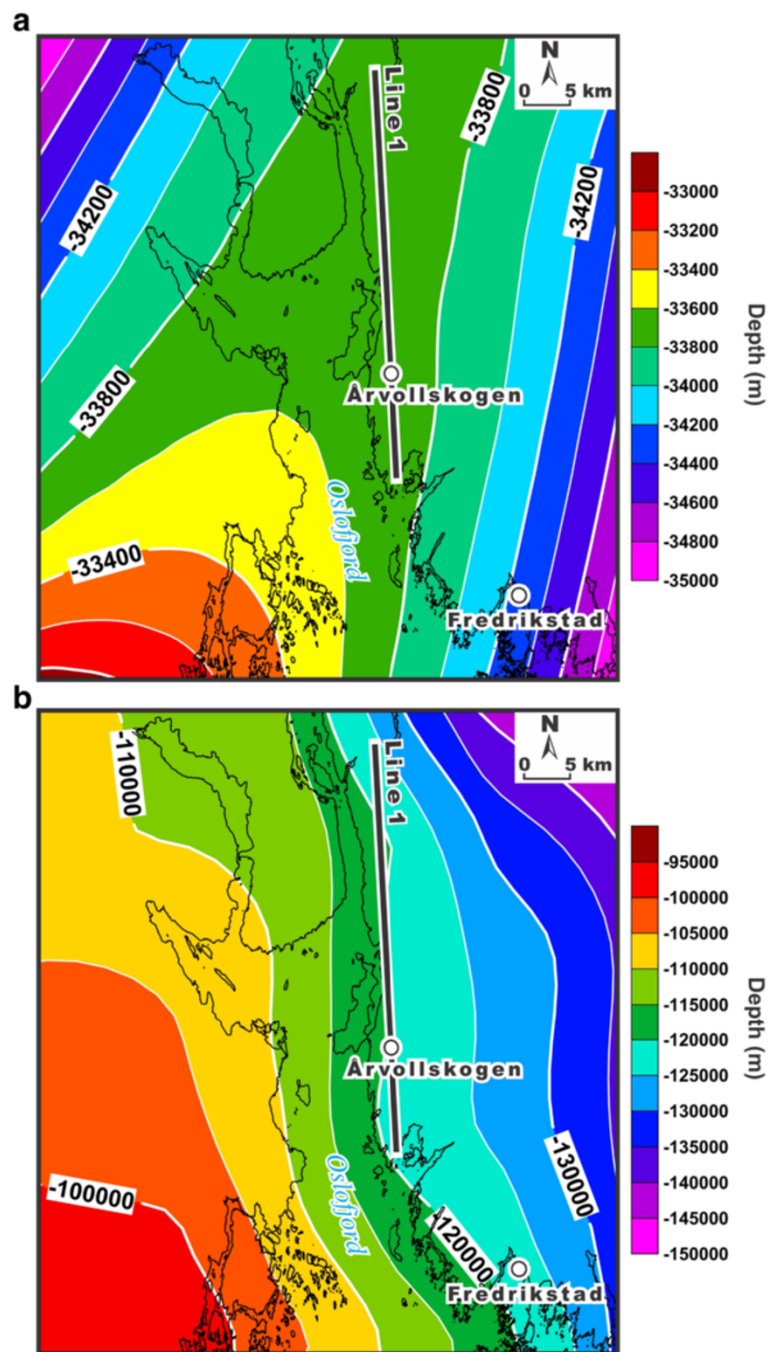 a
N
0 5 km
Line 1
-33800
-34200
-34200
-33800
Årvollskogen
Oslofjord
-33400
Fredrikstad
-33000
-33200
-33400
-33600
-33800
-34000
-34200
-34400
-34600
-34800
-35000
Depth (m)
b
N
0 5 km
Line 1
-110000
Årvollskogen
Oslofjord
-100000
-130000
-120000
Fredrikstad
-95000
-100000
-105000
-110000
-115000
-120000
-125000
-130000
-135000
-140000
-145000
-150000
Depth (m)